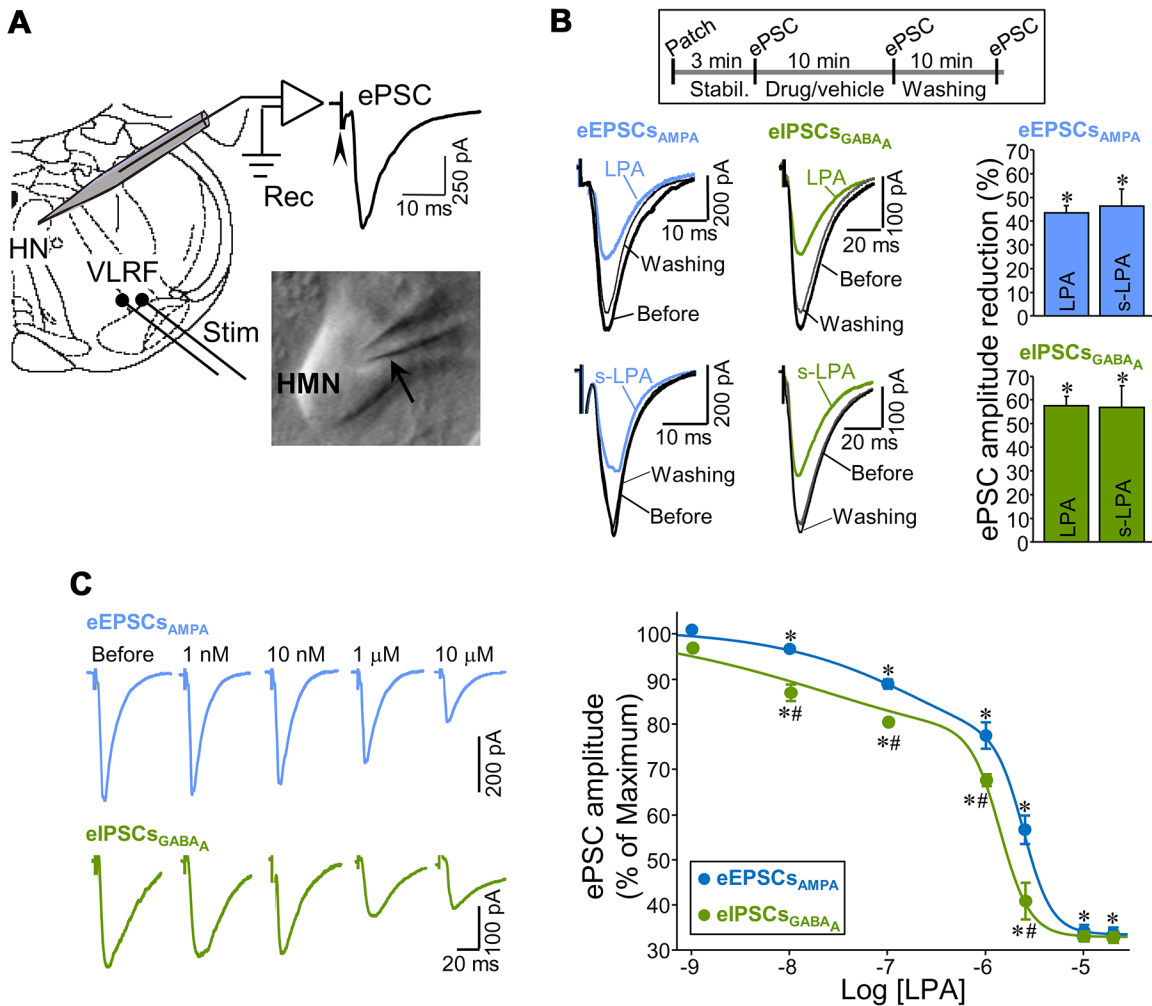 A
ePSC
Rec
10 ms
250 pA
HN
VLRF
Stim
HMN
B
Patch
ePSC
ePSC
ePSC
3 min
10 min
10 min
Stabil.
Drug/vehicle
Washing
eEPSCsAMPA
LPA
200 pA
10 ms
Washing
Before
eIPSCsGABAA
LPA
100 pA
20 ms
Before
Washing
s-LPA
200 pA
10 ms
Washing
Before
s-LPA
100 pA
20 ms
Before
Washing
ePSC amplitude reduction (%)
eEPSCsAMPA
70
60
50
40
30
20
10
0
* *
LPA
s-LPA
eIPSCsGABAA
70
60
50
40
30
20
10
0
* *
LPA
s-LPA
C
eEPSCsAMPA
Before 1 nM 10 nM 1 μM 10 μM
200 pA
eIPSCsGABAA
100 pA
20 ms
ePSC amplitude
(% of Maximum)
100
90
80
70
60
50
40
30
* * * * * *
*# *# *# *#
eEPSCsAMPA
eIPSCsGABAA
-9 -8 -7 -6 -5
Log [LPA]